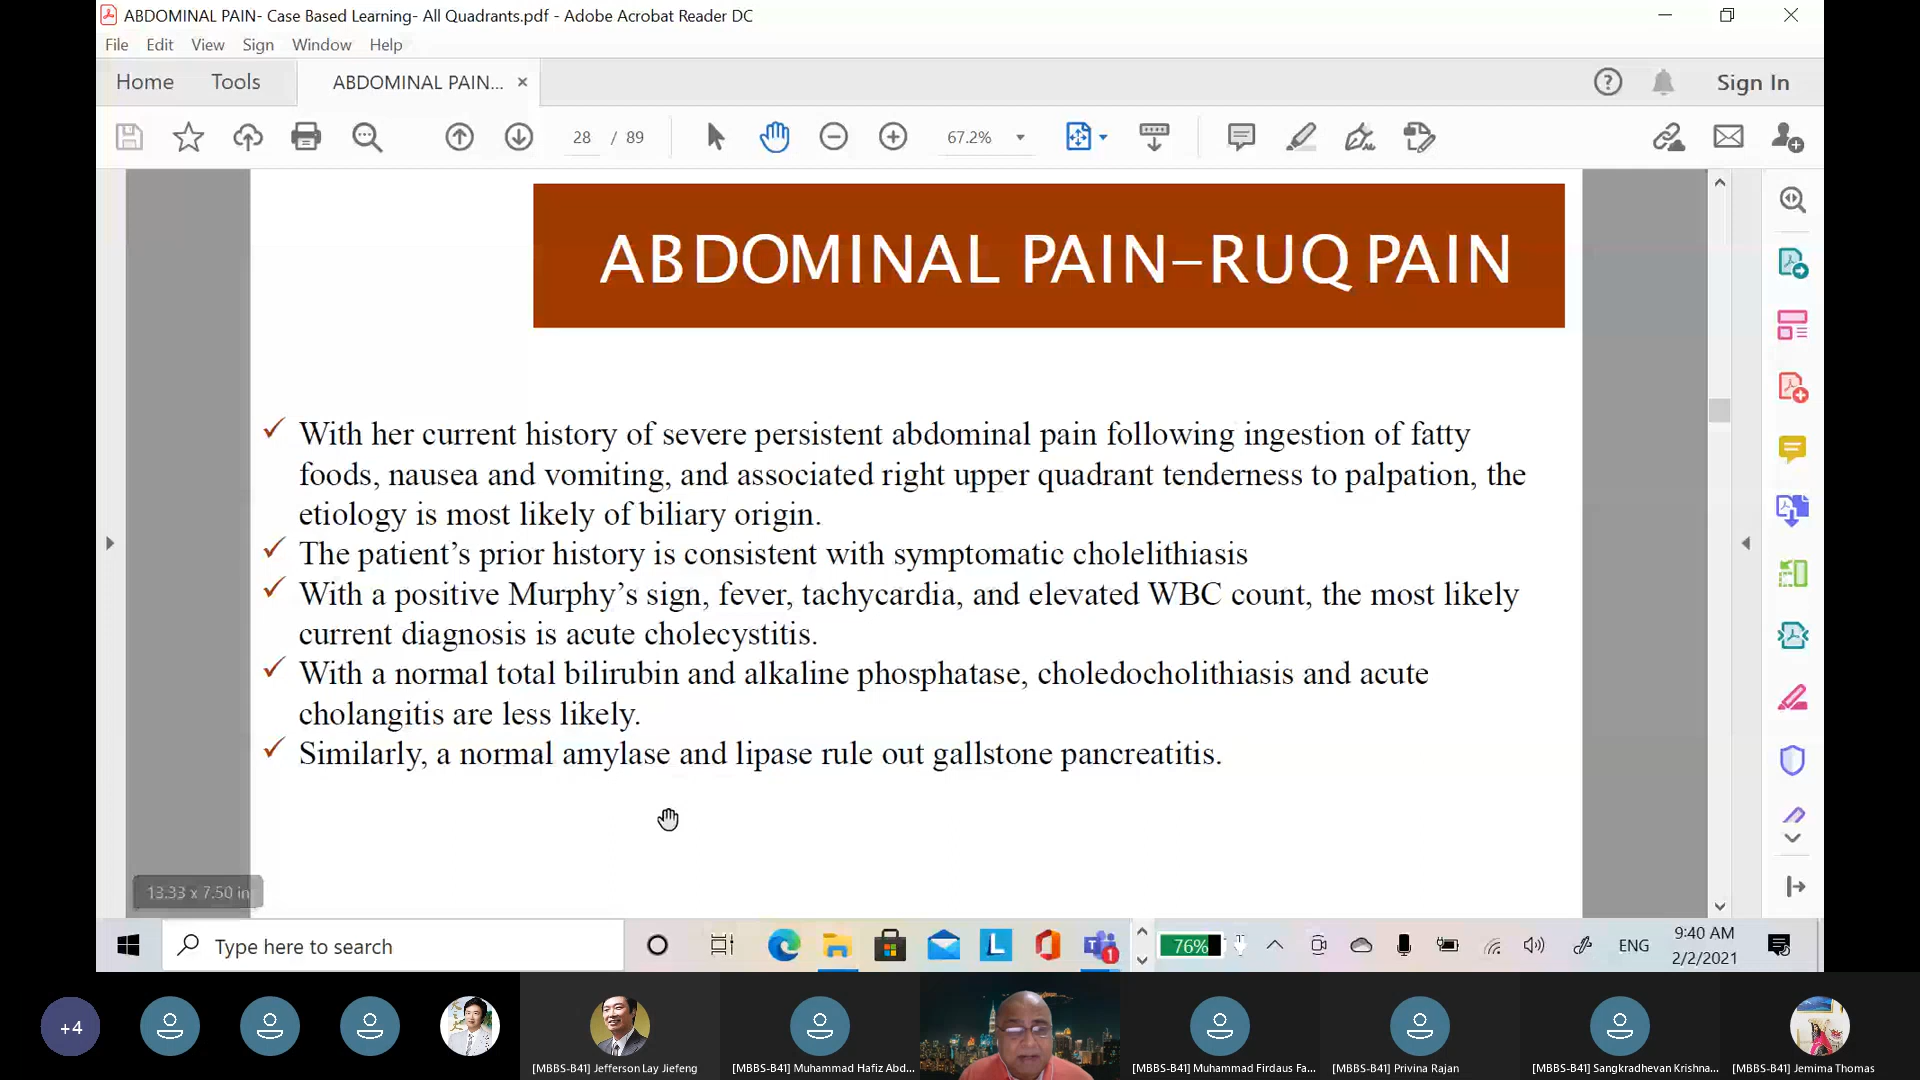 ABDOMINAL PAIN- Case Based Learning- All Quadrants.pdf - Adobe Acrobat Reader DC
File Edit View Sign Window Help
Home Tools ABDOMINAL PAIN... × Sign In
28 / 89 67.2%
ABDOMINAL PAIN–RUQ PAIN
✓ With her current history of severe persistent abdominal pain following ingestion of fatty
foods, nausea and vomiting, and associated right upper quadrant tenderness to palpation, the
etiology is most likely of biliary origin.
✓ The patient’s prior history is consistent with symptomatic cholelithiasis
✓ With a positive Murphy’s sign, fever, tachycardia, and elevated WBC count, the most likely
current diagnosis is acute cholecystitis.
✓ With a normal total bilirubin and alkaline phosphatase, choledocholithiasis and acute
cholangitis are less likely.
✓ Similarly, a normal amylase and lipase rule out gallstone pancreatitis.
13.33 x 7.50 in
Type here to search
L
1
76%
ENG
9:40 AM
2/2/2021
+4
[MBBS-B41] Jefferson Lay Jiefeng
[MBBS-B41] Muhammad Hafiz Abd...
[MBBS-B41] Muhammad Firdaus Fa...
[MBBS-B41] Privina Rajan
[MBBS-B41] Sangkradhevan Krishna...
[MBBS-B41] Jemima Thomas